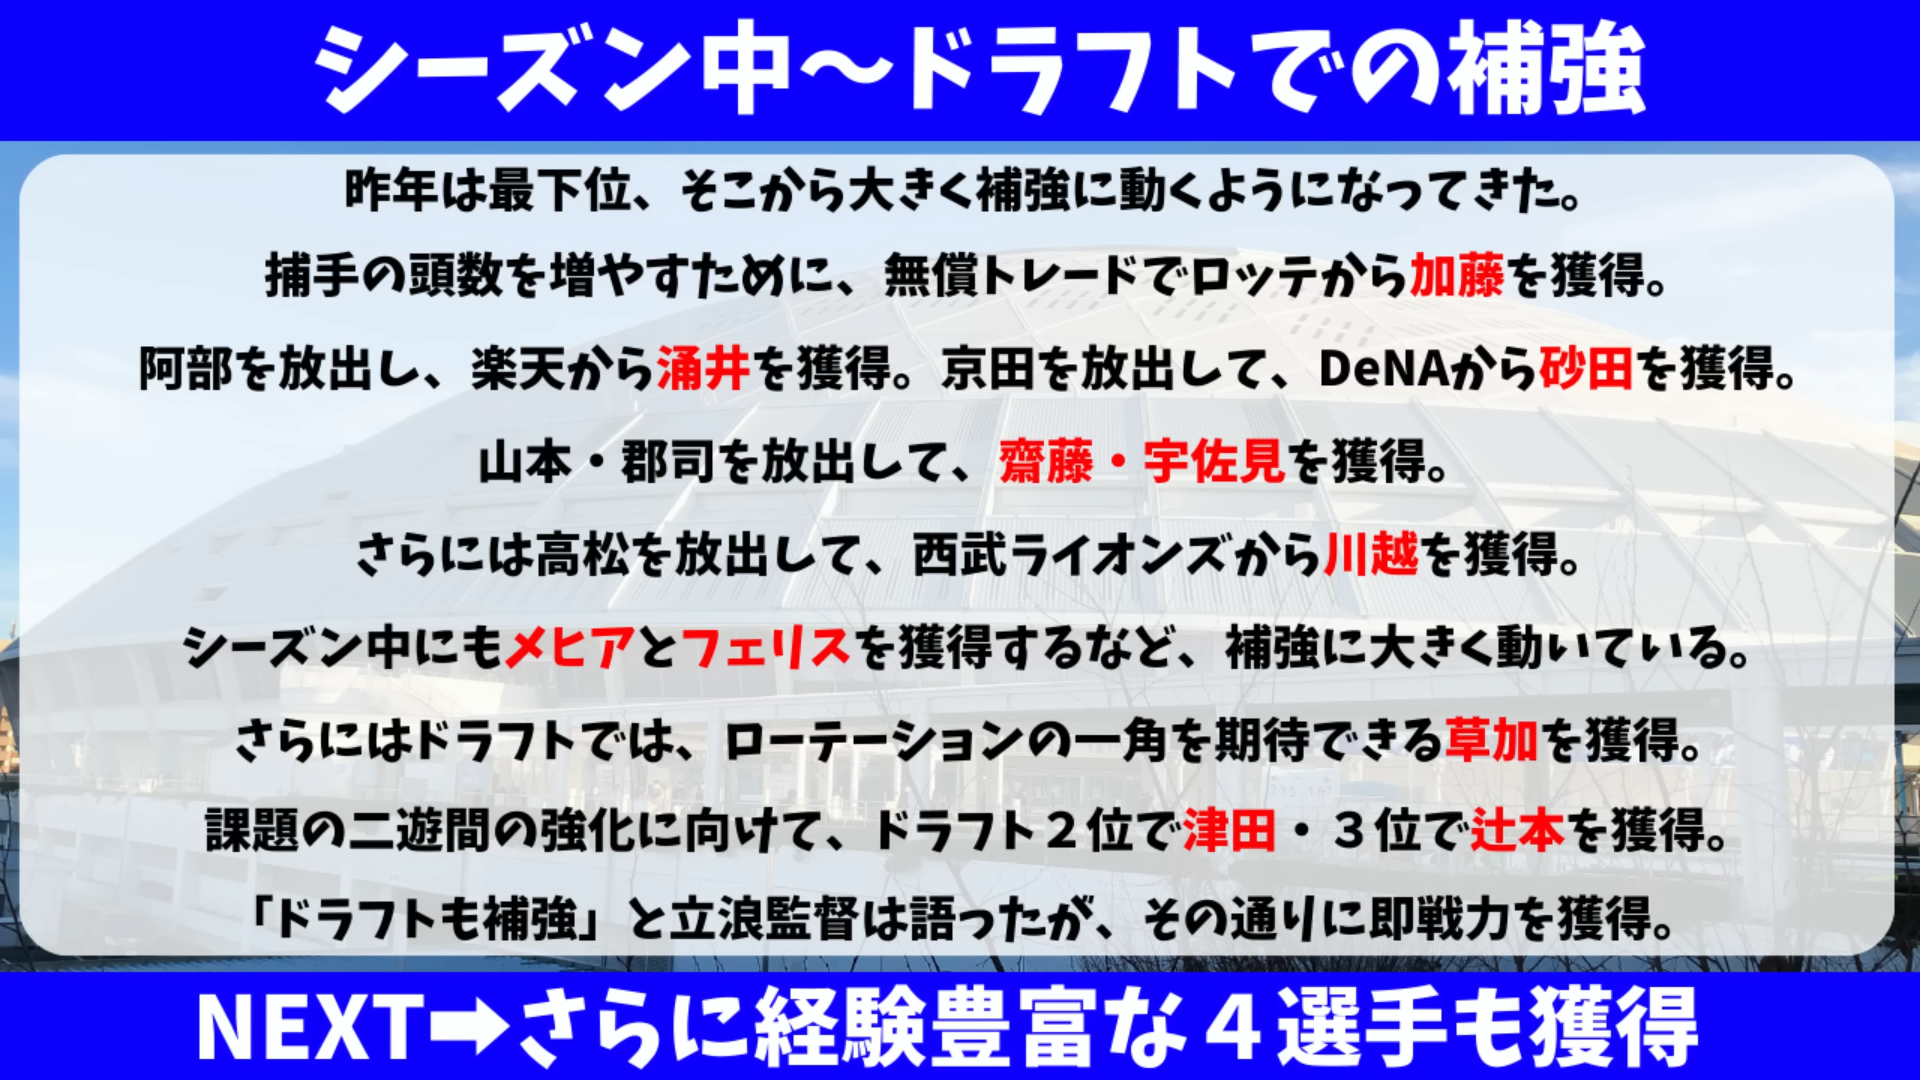 シーズン中～ドラフトでの補強
昨年は最下位、そこから大きく補強に動くようになってきた。
捕手の頭数を増やすために、無償トレードでロッテから加藤を獲得。
阿部を放出し、楽天から涌井を獲得。京田を放出して、DeNAから砂田を獲得。
山本・郡司を放出して、齋藤・宇佐見を獲得。
さらには高松を放出して、西武ライオンズから川越を獲得。
シーズン中にもメヒアとフェリスを獲得するなど、補強に大きく動いている。
さらにはドラフトでは、ローテーションの一角を期待できる草加を獲得。
課題の二遊間の強化に向けて、ドラフト２位で津田・３位で辻本を獲得。
「ドラフトも補強」と立浪監督は語ったが、その通りに即戦力を獲得。
NEXT➡さらに経験豊富な４選手も獲得